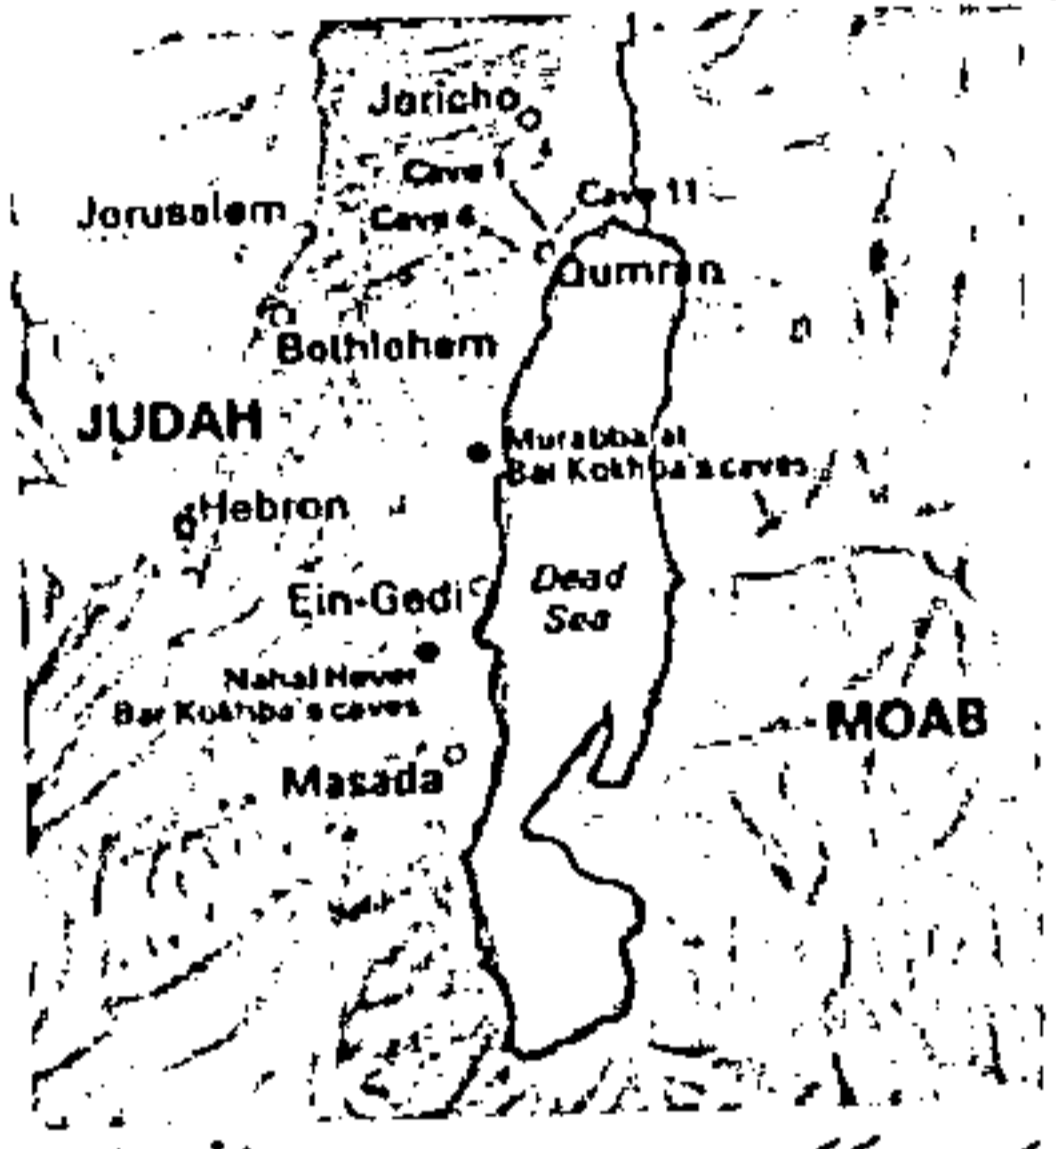 Jericho
Cave 1
Cave 11
Jerusalem
Cave 4
Qumran
Bethlehem
JUDAH
Murabba'at
Bar Kokhba's caves
Hebron
Dead
Sea
Ein-Gedi
Nahal Hever
Bar Kokhba's caves
MOAB
Masada